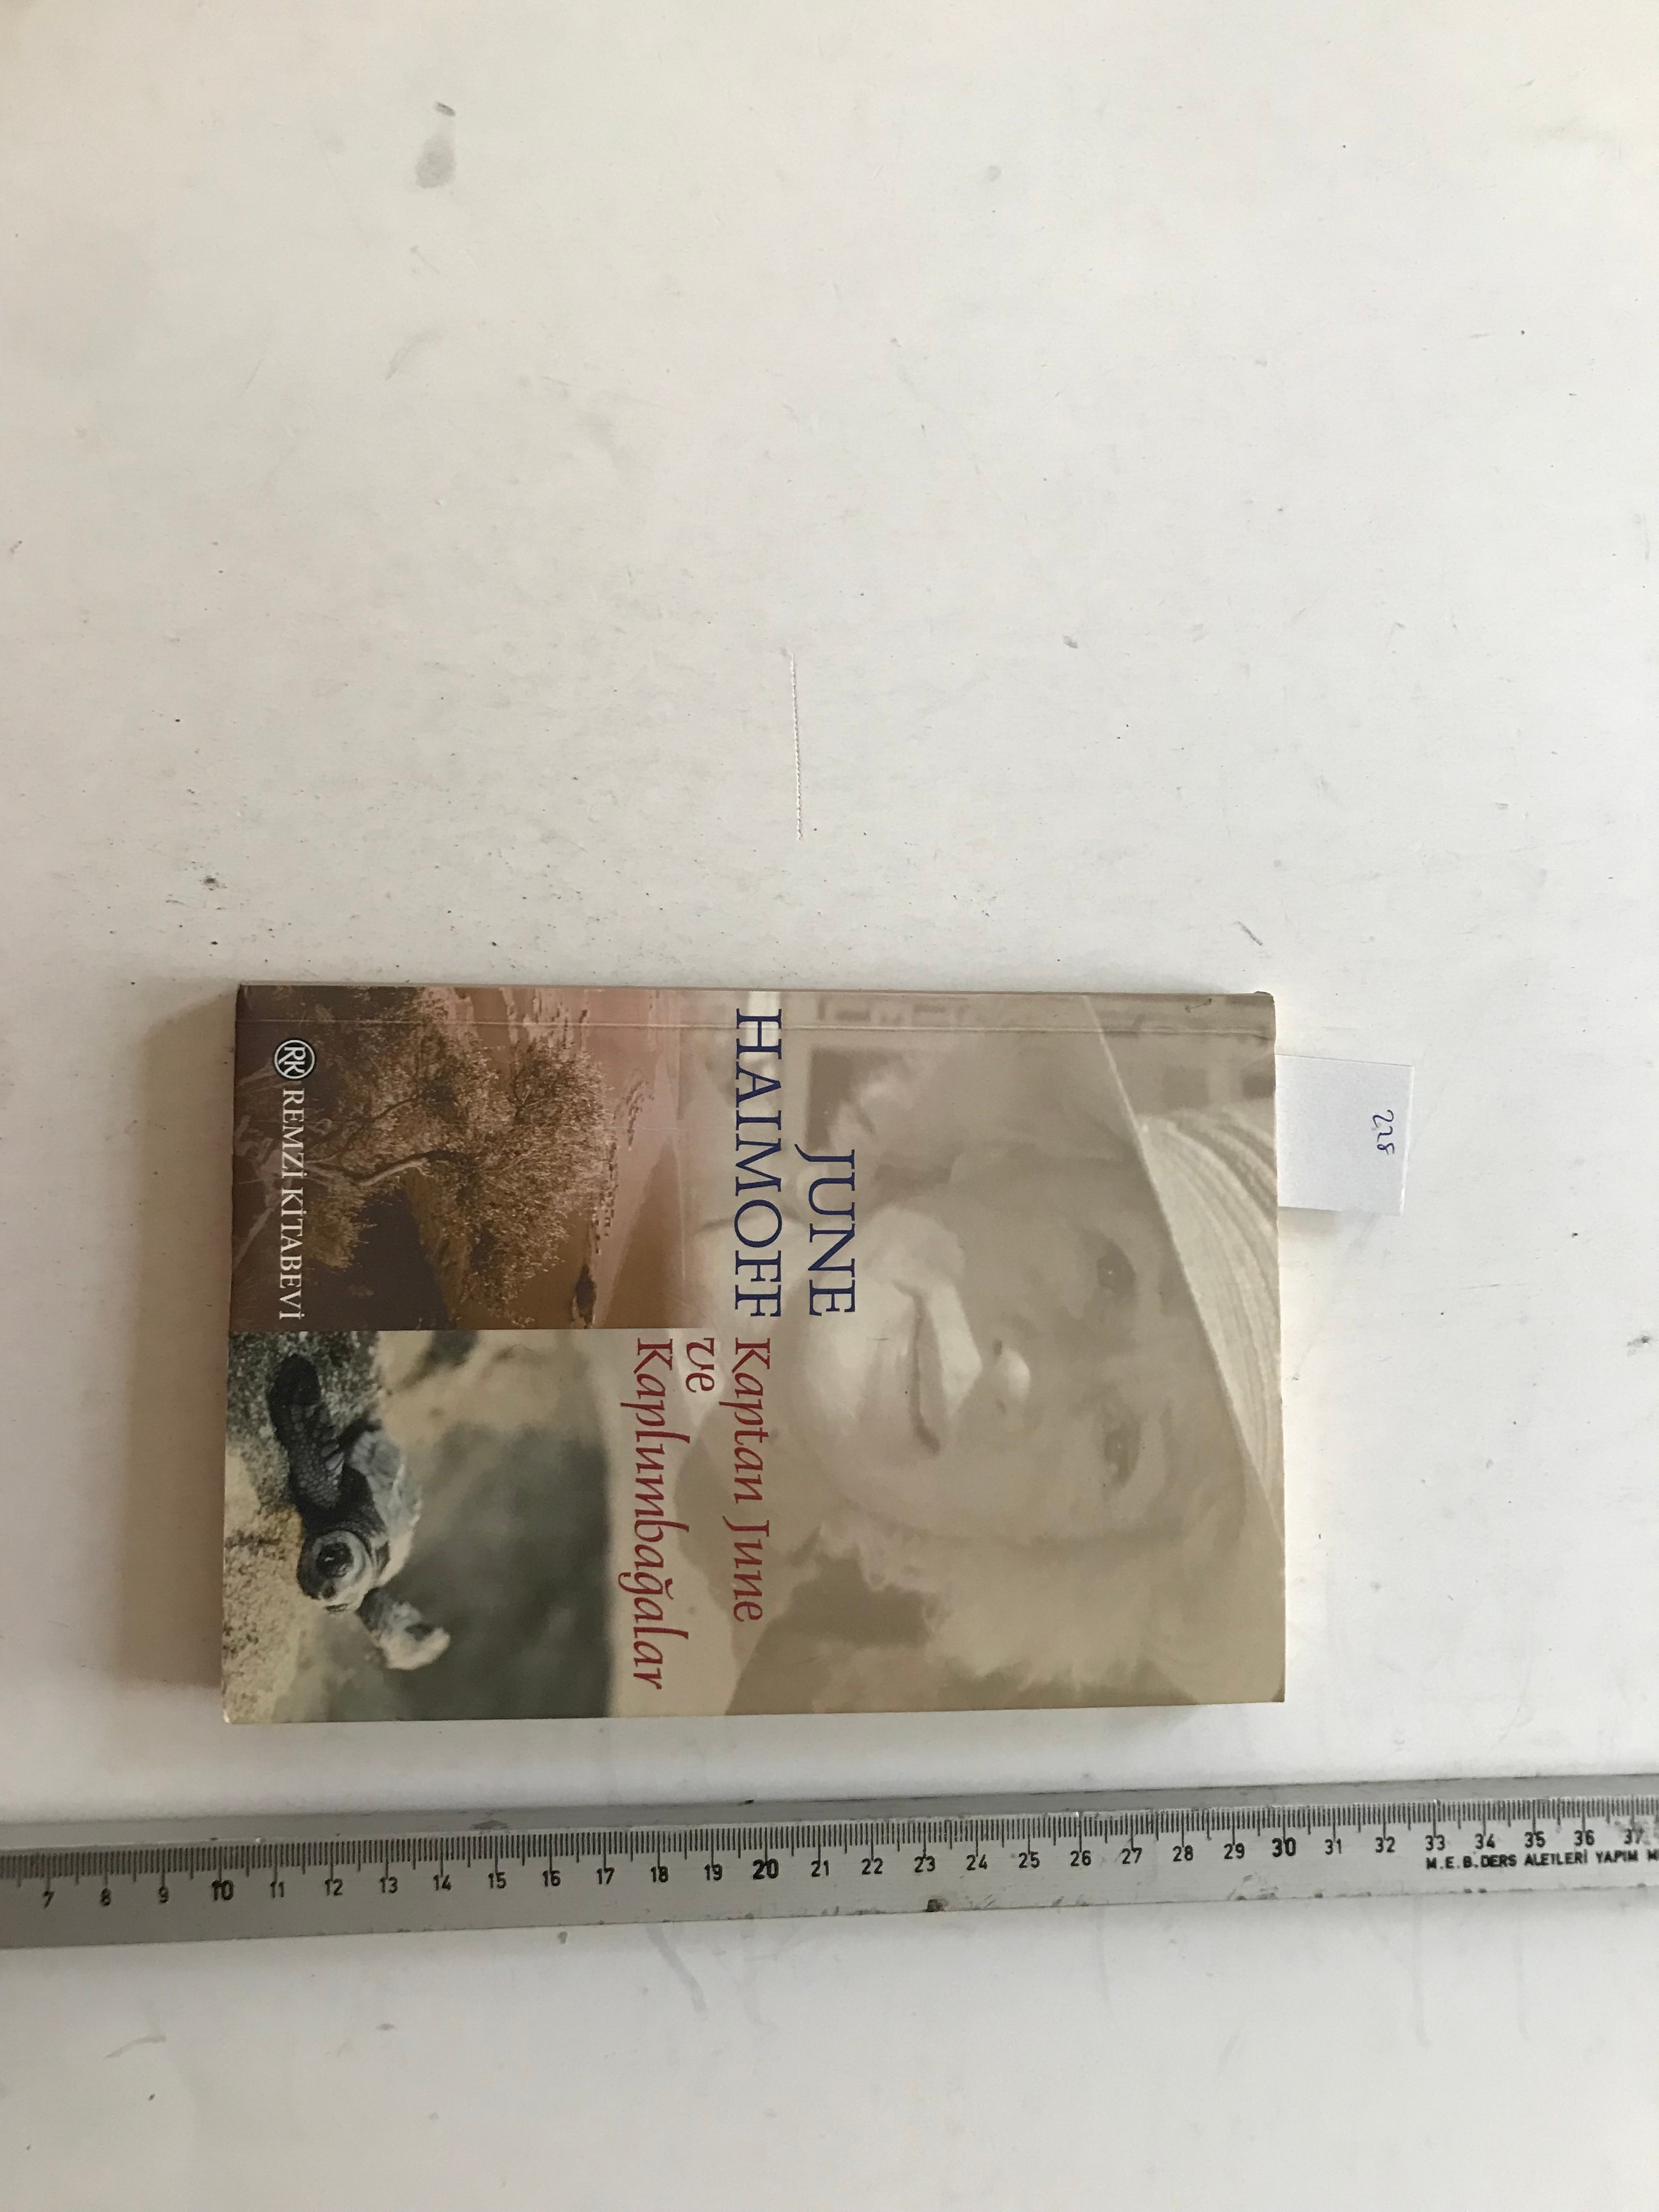 228
JUNE
HAIMOFF
Kaptan June
ve
Kaplumbağalar
RK REMZİ KİTABEVİ
7 8 9 10 11 12 13 14 15 16 17 18 19 20 21 22 23 24 25 26 27 28 29 30 31 32 33 34 35 36 37
M.E.B. DERS ALETLERİ YAPIM